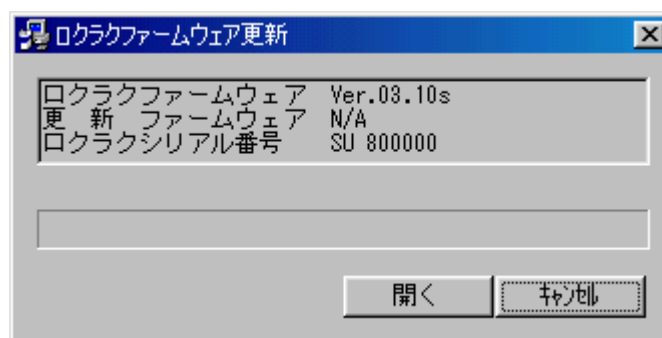 ロクラクファームウェア更新
ロクラクファームウェア Ver.03.10s
更 新 ファームウェア N/A
ロクラクシリアル番号 SU 800000
開く
ｷｬﾝｾﾙ